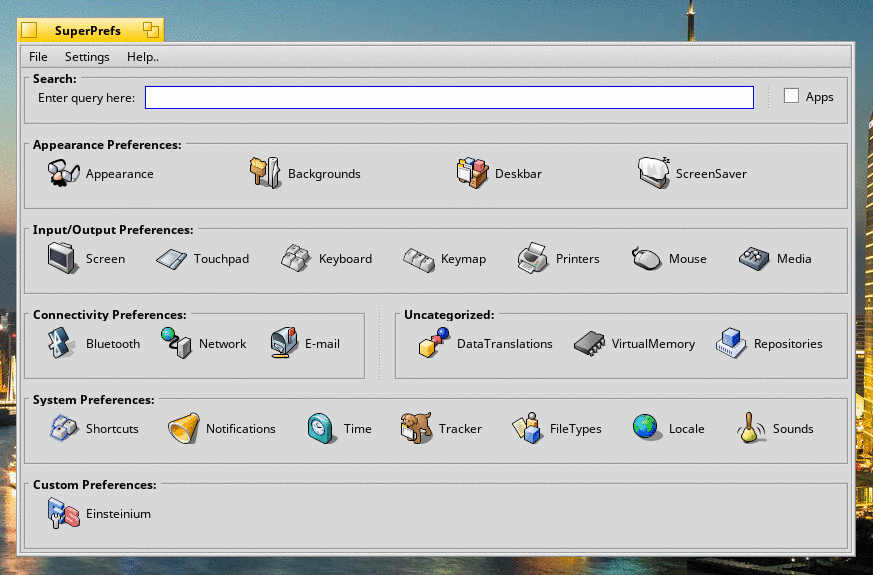 SuperPrefs
File Settings Help..
Search:
Enter query here: Apps
Appearance Preferences:
Appearance Backgrounds Deskbar ScreenSaver
Input/Output Preferences:
Screen Touchpad Keyboard Keymap Printers Mouse Media
Connectivity Preferences: Uncategorized:
Bluetooth Network E-mail DataTranslations VirtualMemory Repositories
System Preferences:
Shortcuts Notifications Time Tracker FileTypes Locale Sounds
Custom Preferences:
Einsteinium